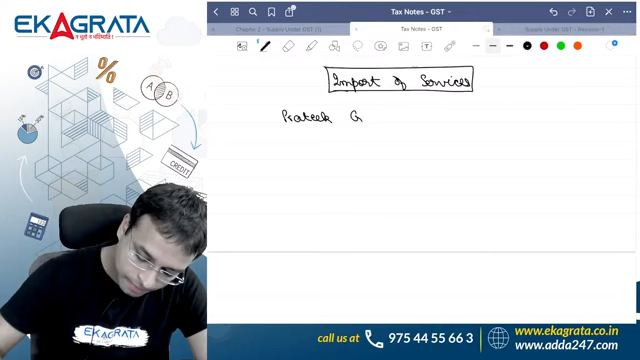 EKAGRATA
Tax Notes - GST
Chapter 2 – Supply Under GST (1)
Tax Notes - GST
Supply Under GST – Revision-1
Import of Services
Prateek G
%
A
B
CREDIT
EKAGRATA
call us at
975 44 55 66 3
www.ekagrata.co.in
www.adda247.com